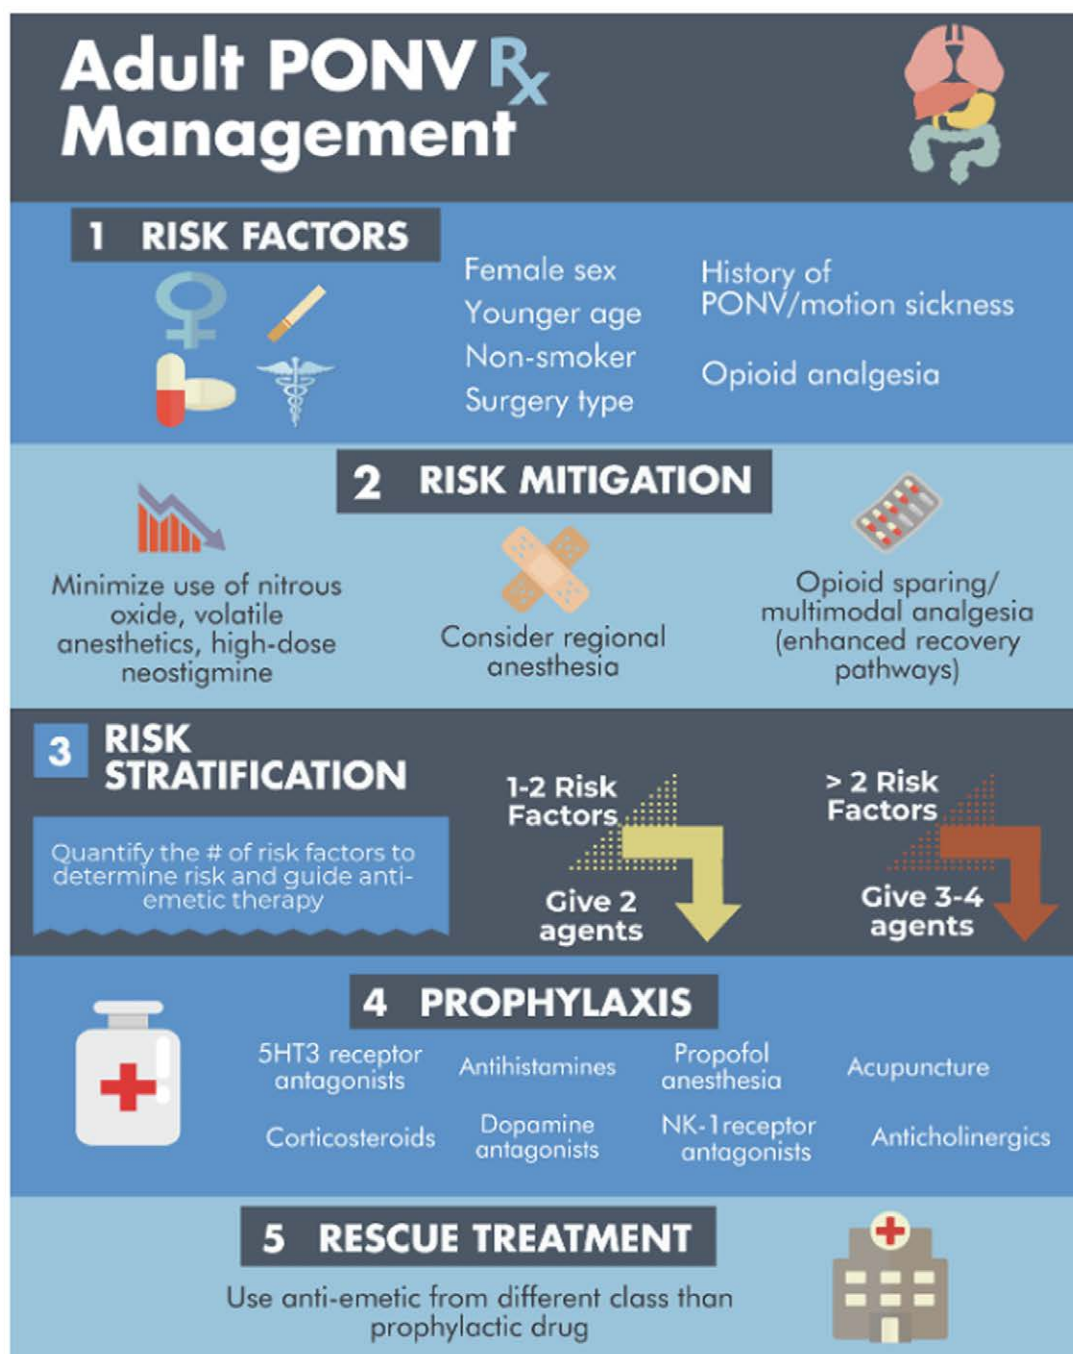 Adult PONV Rx
Management
1 RISK FACTORS
Female sex
Younger age
Non-smoker
Surgery type
History of
PONV/motion sickness
Opioid analgesia
2 RISK MITIGATION
Minimize use of nitrous
oxide, volatile
anesthetics, high-dose
neostigmine
Consider regional
anesthesia
Opioid sparing/
multimodal analgesia
(enhanced recovery
pathways)
3 RISK
STRATIFICATION
Quantify the # of risk factors to
determine risk and guide anti-
emetic therapy
1-2 Risk
Factors
Give 2
agents
> 2 Risk
Factors
Give 3-4
agents
4 PROPHYLAXIS
5HT3 receptor
antagonists
Antihistamines
Propofol
anesthesia
Acupuncture
Corticosteroids
Dopamine
antagonists
NK-1receptor
antagonists
Anticholinergics
5 RESCUE TREATMENT
Use anti-emetic from different class than
prophylactic drug